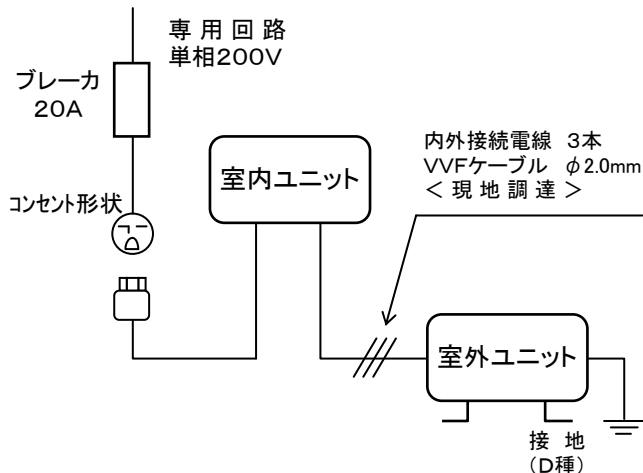 専用回路
単相200V
ブレーカ
20A
コンセント形状
室内ユニット
内外接続電線 3本
VVFケーブル φ2.0mm
＜現地調達＞
室外ユニット
接地
（D種）